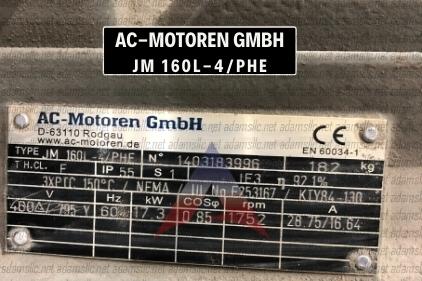 AC-MOTOREN GMBH
JM 160L-4/PHE
AC-Motoren GmbH
D-63110 Rodgau
www.ac-motoren.de
CE
EN 60034-1
TYPE JM 160L-4/PHE N° 1403183996 187 kg
TH.CL. F IP 55 S 1 IE3 η 92,1%
3XPTC 150°C / NEMA UL No E253167 / KTY84-130
V Hz kW COSφ rpm A
460Δ/795 Y 60 17.3 0.85 1752 28.75/16.64